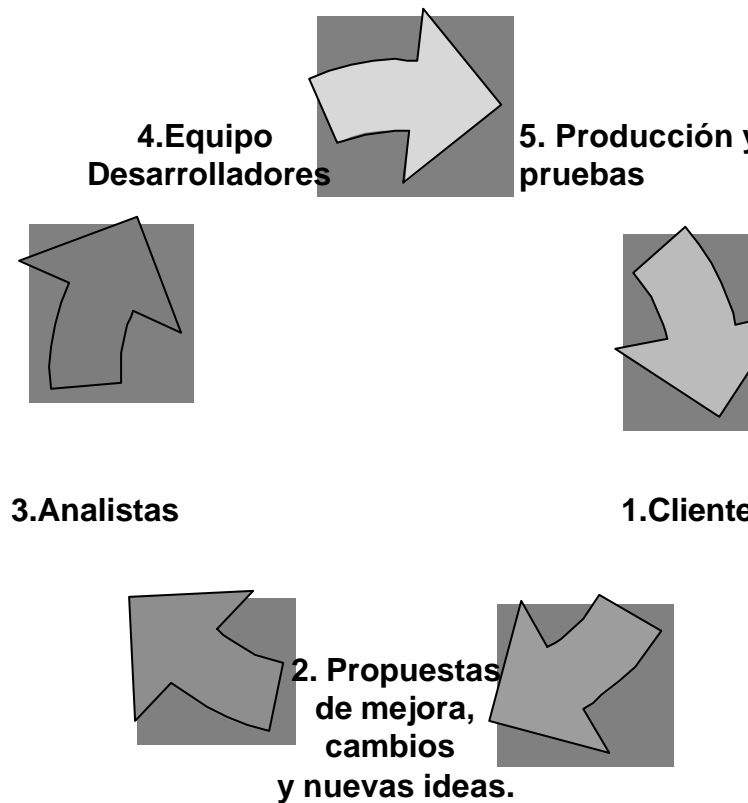 4.Equipo
Desarrolladores
5. Producción y
pruebas
3.Analistas
1.Cliente
2. Propuestas
de mejora,
cambios
y nuevas ideas.